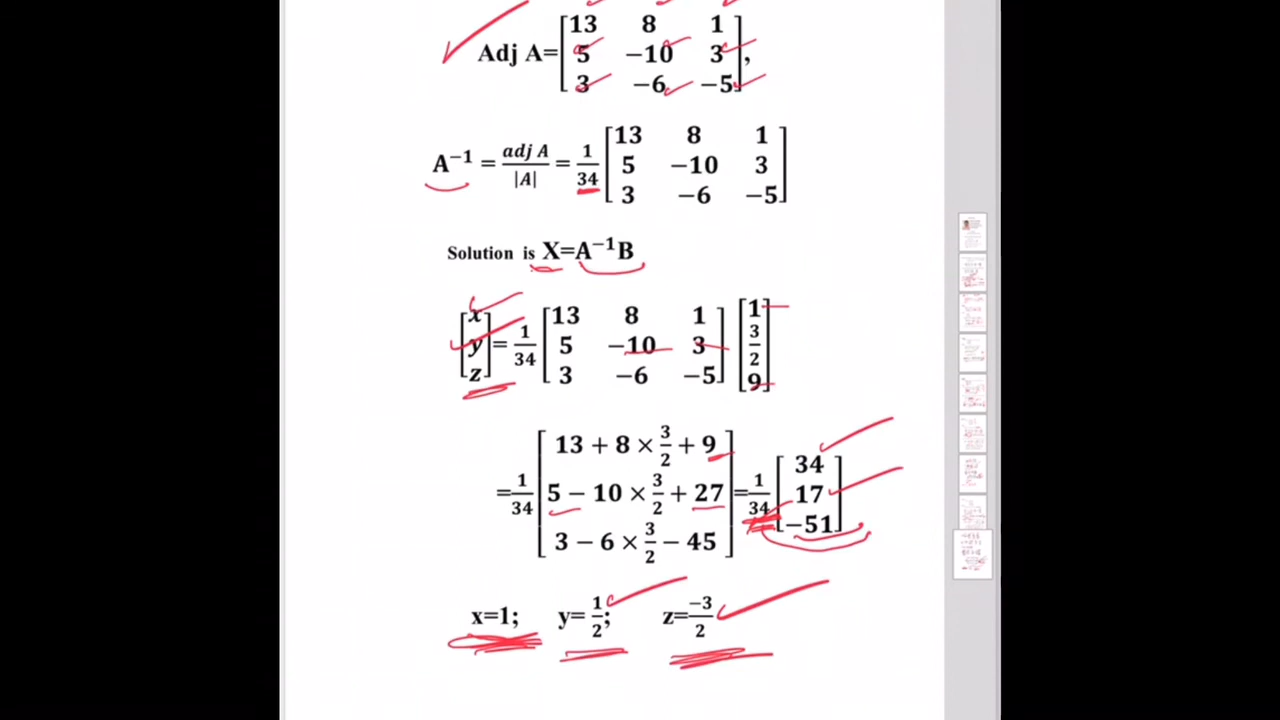 Adj A=[13 8 1
5 −10 3
3 −6 −5],
A⁻¹ = adj A / |A| = 1/34 [13 8 1
5 −10 3
3 −6 −5]
Solution is X=A⁻¹B
[x
y
z] = 1/34 [13 8 1
5 −10 3
3 −6 −5] [1
3/2
9]
=1/34 [13 + 8 × 3/2 + 9
5 − 10 × 3/2 + 27
3 − 6 × 3/2 − 45] =1/34 [34
17
−51]
x=1; y= 1/2; z= −3/2